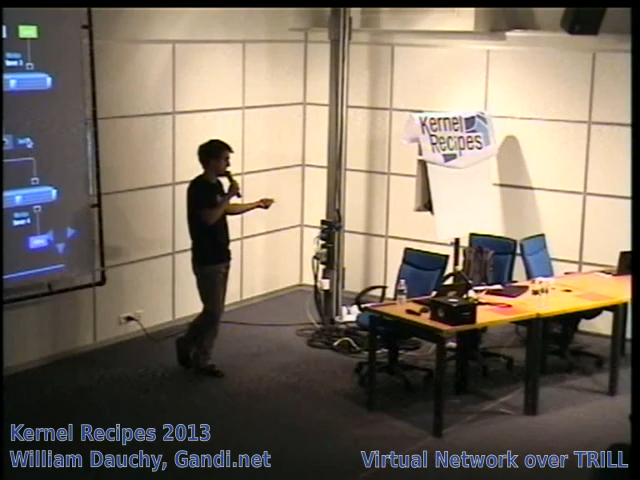 Kernel
Recipes
Kernel Recipes 2013
William Dauchy, Gandi.net
Virtual Network over TRILL